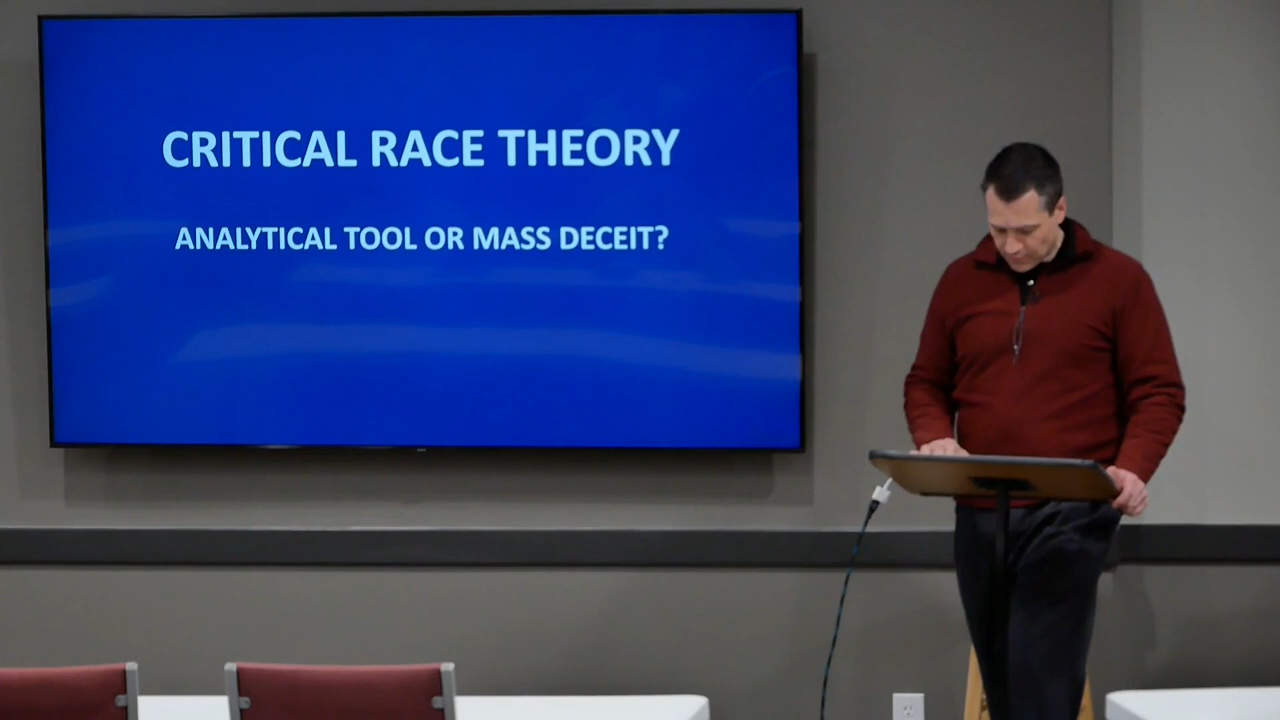 CRITICAL RACE THEORY
ANALYTICAL TOOL OR MASS DECEIT?